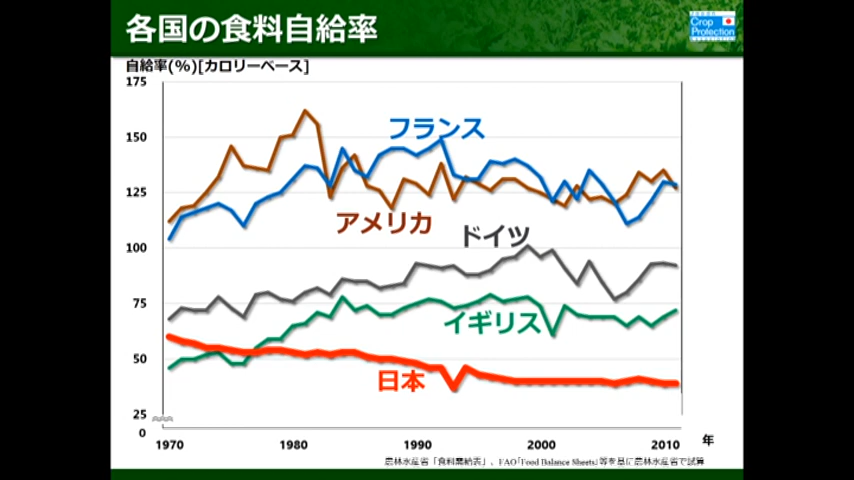 各国の食料自給率
Crop
Protection
自給率(%)[カロリーベース]
175
150
125
100
75
50
25
0
フランス
アメリカ
ドイツ
イギリス
日本
1970
1980
1990
2000
2010
年
農林水産省「食料需給表」、FAO「Food Balance Sheets」等を基に農林水産省で試算